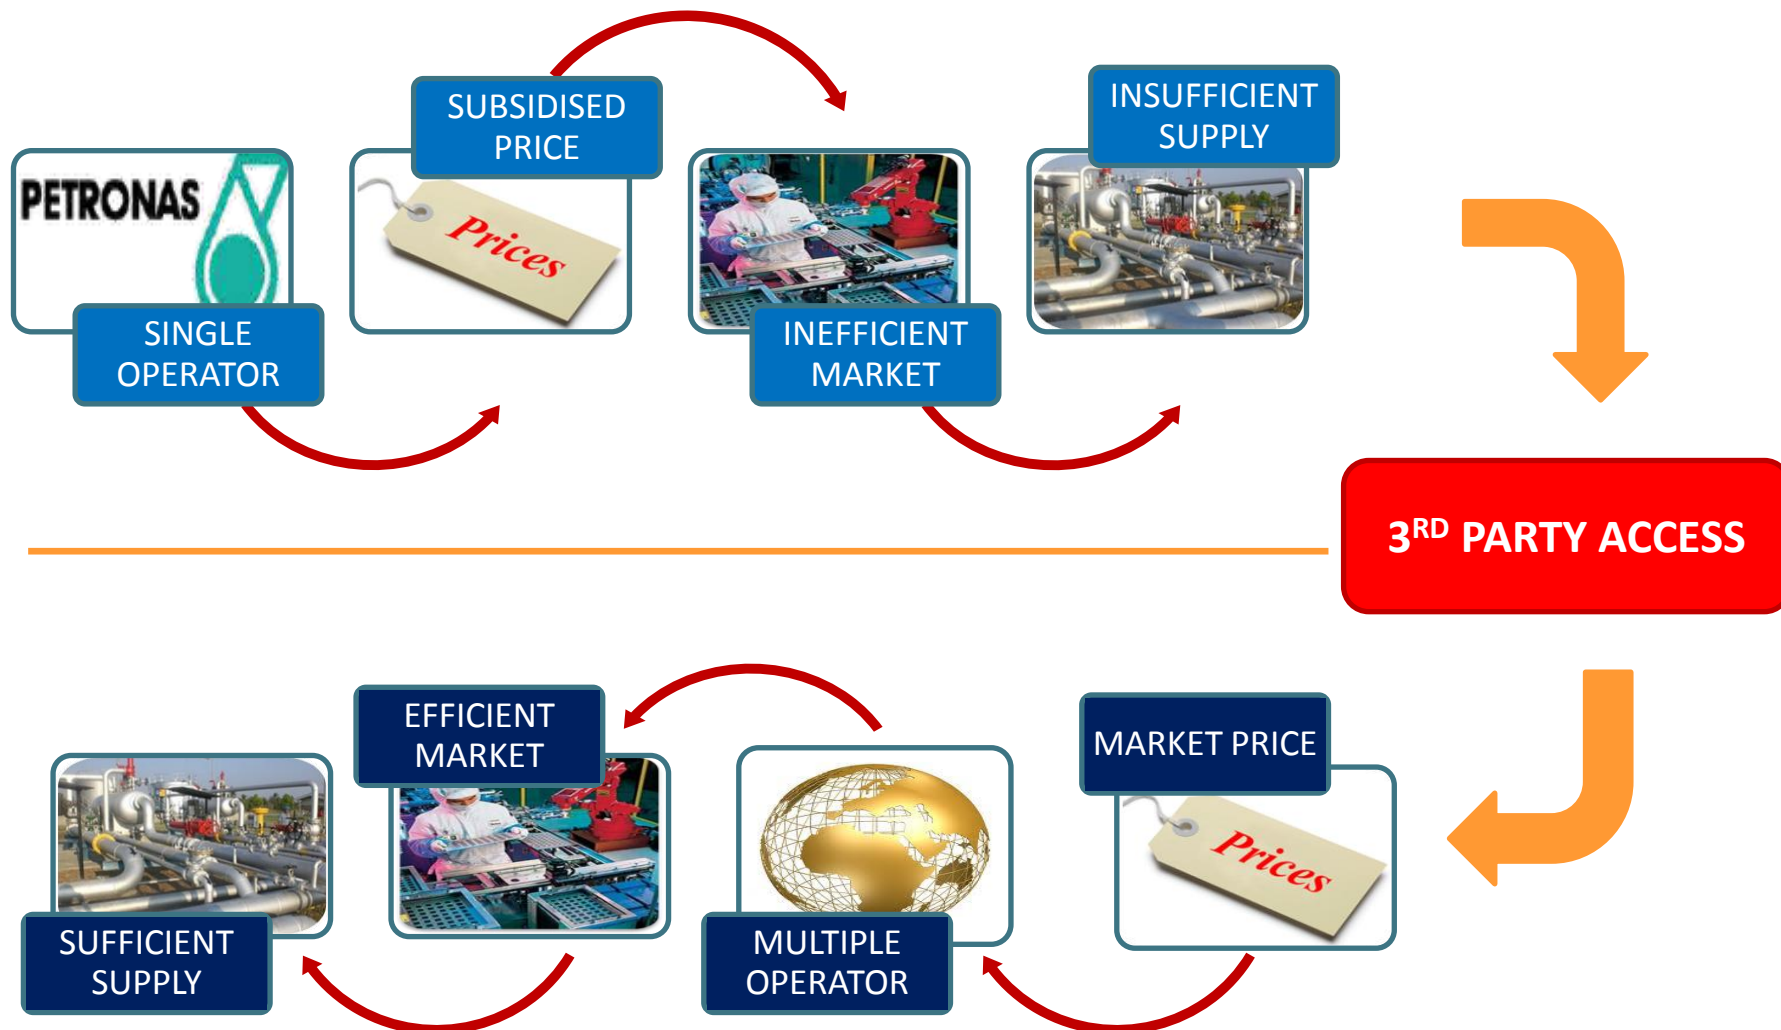 PETRONAS
SINGLE
OPERATOR
SUBSIDISED
PRICE
Prices
INEFFICIENT
MARKET
INSUFFICIENT
SUPPLY
3RD PARTY ACCESS
MARKET PRICE
Prices
MULTIPLE
OPERATOR
EFFICIENT
MARKET
SUFFICIENT
SUPPLY